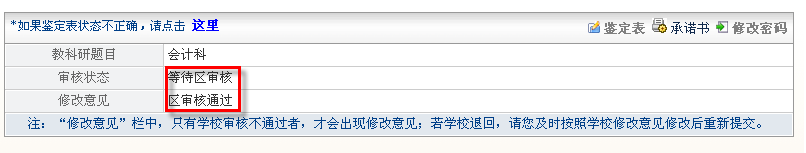 *如果鉴定表状态不正确，请点击 这里 鉴定表 承诺书 修改密码
教科研题目 会计科
审核状态 等待区审核
修改意见 区审核通过
注：“修改意见”栏中，只有学校审核不通过者，才会出现修改意见；若学校退回，请您及时按照学校修改意见修改后重新提交。